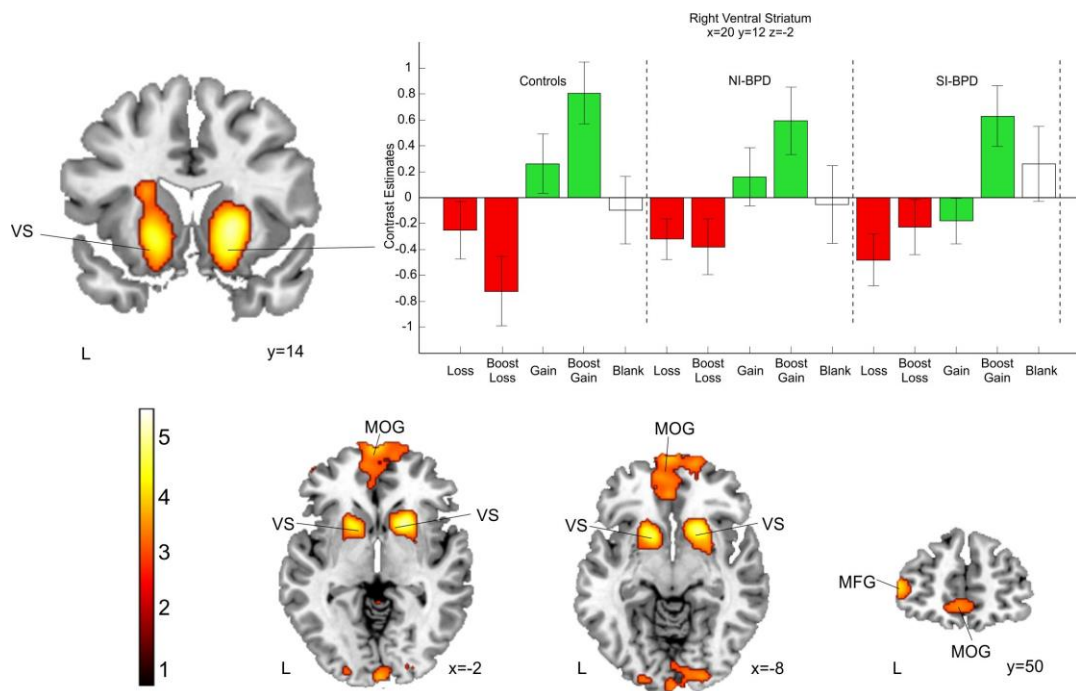 Right Ventral Striatum
x=20 y=12 z=-2
Controls
NI-BPD
SI-BPD
Contrast Estimates
1
0.8
0.6
0.4
0.2
0
-0.2
-0.4
-0.6
-0.8
-1
Loss
Boost
Loss
Gain
Boost
Gain
Blank
Loss
Boost
Loss
Gain
Boost
Gain
Blank
Loss
Boost
Loss
Gain
Boost
Gain
Blank
VS
L
y=14
5
4
3
2
1
MOG
VS
VS
L
x=-2
MOG
VS
VS
L
x=-8
MFG
MOG
L
y=50